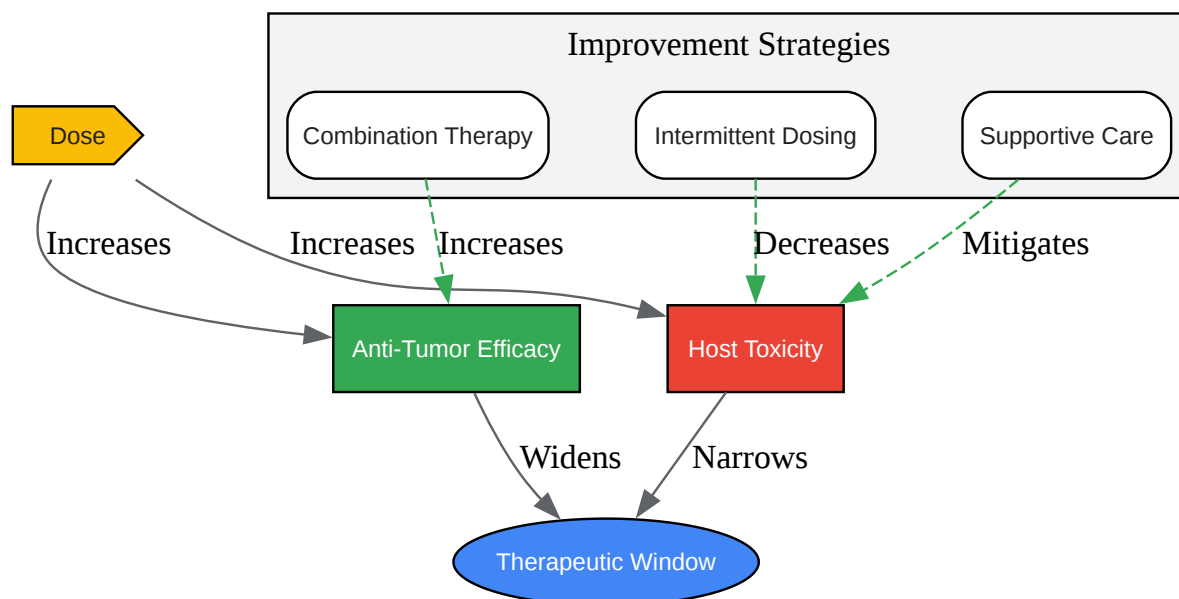 Improvement Strategies
Dose
Combination Therapy
Intermittent Dosing
Supportive Care
Increases
Increases
Increases
Decreases
Mitigates
Anti-Tumor Efficacy
Host Toxicity
Widens
Narrows
Therapeutic Window